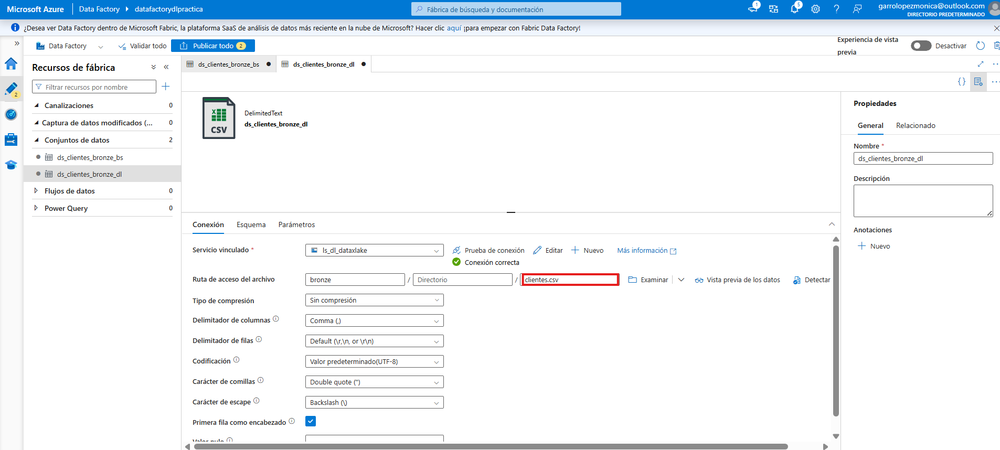 Microsoft Azure
Data Factory
datafactorydlpractica
Fábrica de búsqueda y documentación
1
5
garrolopezmonica@outlook.com
DIRECTORIO PREDETERMINADO
¿Desea ver Data Factory dentro de Microsoft Fabric, la plataforma SaaS de análisis de datos más reciente en la nube de Microsoft? Hacer clic aquí ¡para empezar con Fabric Data Factory!
Data Factory
Validar todo
Publicar todo 2
Experiencia de vista
previa
Desactivar
2
Recursos de fábrica
Filtrar recursos por nombre
Canalizaciones 0
Captura de datos modificados (... 0
Conjuntos de datos 2
ds_clientes_bronze_bs
ds_clientes_bronze_dl
Flujos de datos 0
Power Query 0
ds_clientes_bronze_bs
ds_clientes_bronze_dl
{}
CSV
DelimitedText
ds_clientes_bronze_dl
Conexión
Esquema
Parámetros
Servicio vinculado *
ls_dl_dataxlake
Prueba de conexión
Editar
Nuevo
Más información
Conexión correcta
Ruta de acceso del archivo
bronze / Directorio / clientes.csv
Examinar
Vista previa de los datos
Detectar
Tipo de compresión
Sin compresión
Delimitador de columnas
Comma (,)
Delimitador de filas
Default (\r,\n, or \r\n)
Codificación
Valor predeterminado(UTF-8)
Carácter de comillas
Double quote (")
Carácter de escape
Backslash (\)
Primera fila como encabezado
Valor nulo
Propiedades
General
Relacionado
Nombre *
ds_clientes_bronze_dl
Descripción
Anotaciones
Nuevo